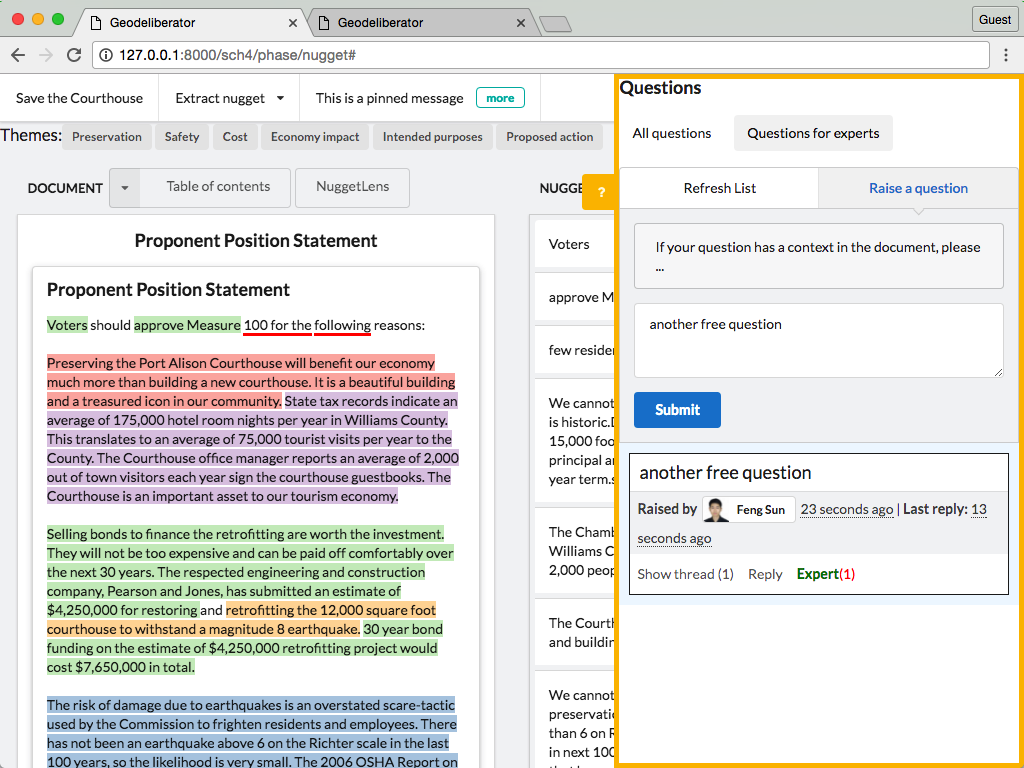 Geodeliberator
Geodeliberator
Guest
127.0.0.1:8000/sch4/phase/nugget#
Save the Courthouse
Extract nugget
This is a pinned message
more
Themes:
Preservation
Safety
Cost
Economy impact
Intended purposes
Proposed action
DOCUMENT
Table of contents
NuggetLens
Proponent Position Statement
Proponent Position Statement
Voters should approve Measure 100 for the following reasons:
Preserving the Port Alison Courthouse will benefit our economy
much more than building a new courthouse. It is a beautiful building
and a treasured icon in our community. State tax records indicate an
average of 175,000 hotel room nights per year in Williams County.
This translates to an average of 75,000 tourist visits per year to the
County. The Courthouse office manager reports an average of 2,000
out of town visitors each year sign the courthouse guestbooks. The
Courthouse is an important asset to our tourism economy.
Selling bonds to finance the retrofitting are worth the investment.
They will not be too expensive and can be paid off comfortably over
the next 30 years. The respected engineering and construction
company, Pearson and Jones, has submitted an estimate of
$4,250,000 for restoring and retrofitting the 12,000 square foot
courthouse to withstand a magnitude 8 earthquake. 30 year bond
funding on the estimate of $4,250,000 retrofitting project would
cost $7,650,000 in total.
The risk of damage due to earthquakes is an overstated scare-tactic
used by the Commission to frighten residents and employees. There
has not been an earthquake above 6 on the Richter scale in the last
100 years, so the likelihood is very small. The 2006 OSHA Report on
NUGGE
?
Voters
approve M
few reside
We cannot
is historic.
15,000 foo
principal a
year term.s
The Chamb
Williams C
2,000 peop
The Court
and buildin
We cannot
preservati
than 6 on R
in next 100
Questions
All questions
Questions for experts
Refresh List
Raise a question
If your question has a context in the document, please
...
another free question
Submit
another free question
Raised by Feng Sun 23 seconds ago | Last reply: 13
seconds ago
Show thread (1) Reply Expert(1)